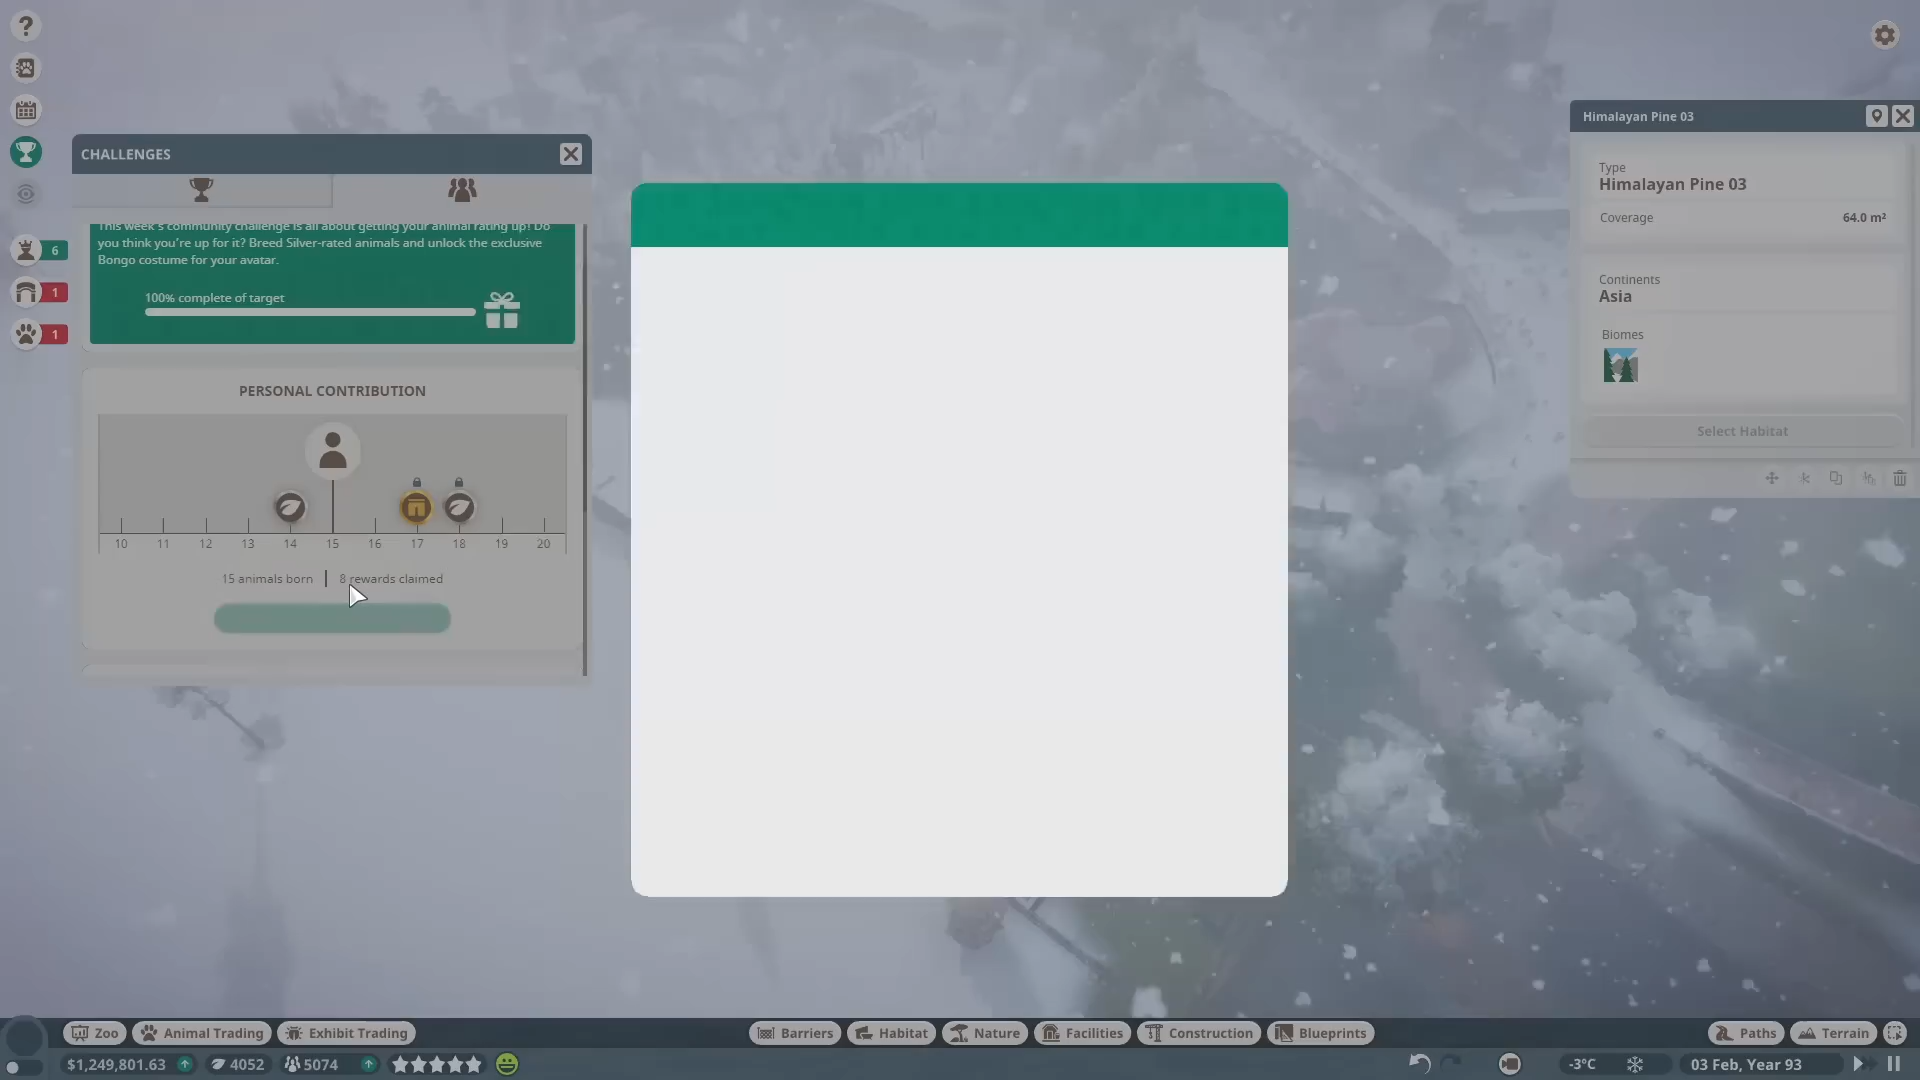 ?
CHALLENGES
This week's community challenge is all about getting your animal rating up! Do
you think you're up for it? Breed Silver-rated animals and unlock the exclusive
Bongo costume for your avatar.
100% complete of target
6
1
1
PERSONAL CONTRIBUTION
10 11 12 13 14 15 16 17 18 19 20
15 animals born | 8 rewards claimed
Himalayan Pine 03
Type
Himalayan Pine 03
Coverage 64.0 m²
Continents
Asia
Biomes
Select Habitat
Zoo Animal Trading Exhibit Trading Barriers Habitat Nature Facilities Construction Blueprints Paths Terrain
$1,249,801.63 4052 5074 -3°C 03 Feb, Year 93